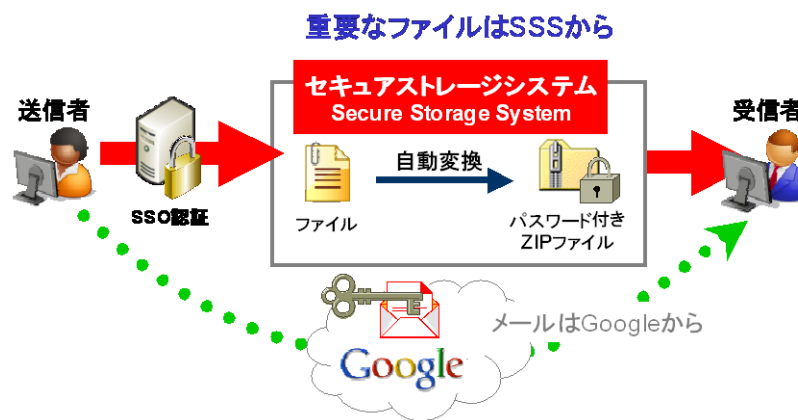 重要なファイルはSSSから
セキュアストレージシステム
Secure Storage System
送信者
受信者
自動変換
SSO認証
ファイル
パスワード付き
ZIPファイル
メールはGoogleから
Google